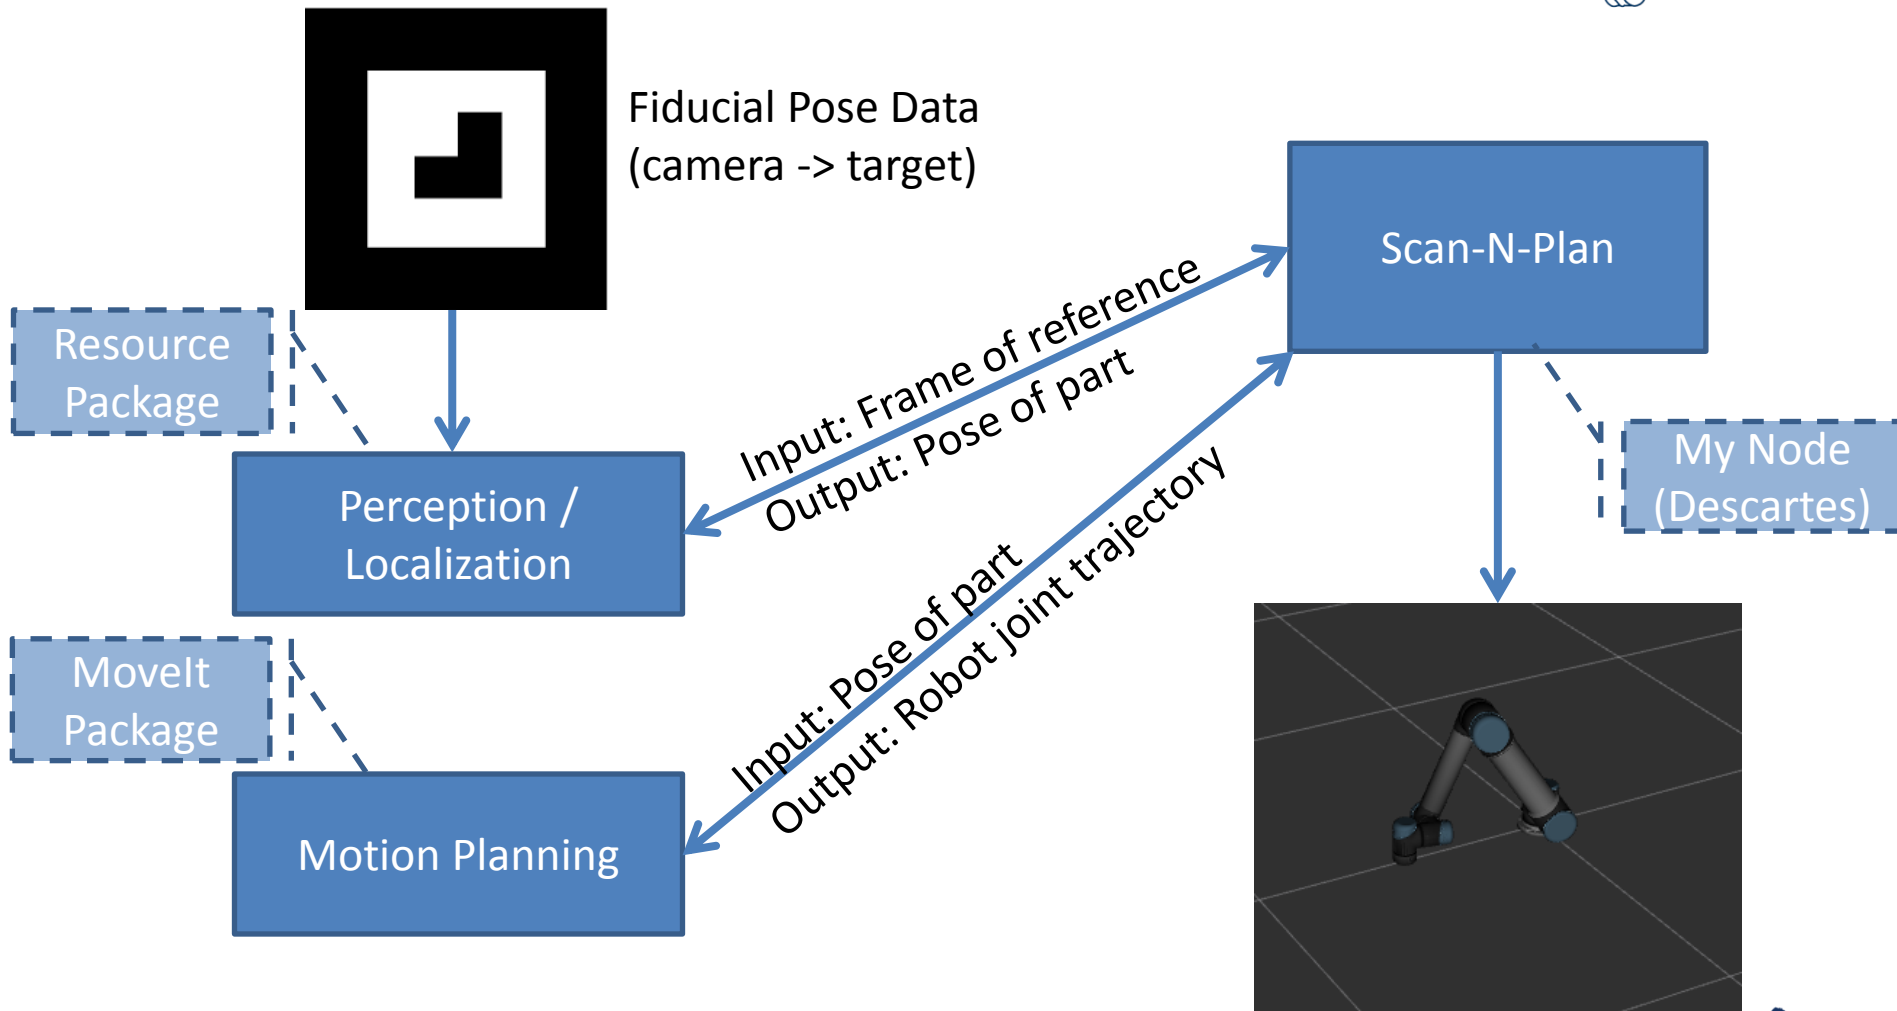 Fiducial Pose Data
(camera -> target)
Scan-N-Plan
Resource
Package
Input: Frame of reference
Output: Pose of part
My Node
(Descartes)
Perception /
Localization
Input: Pose of part
Output: Robot joint trajectory
MoveIt
Package
Motion Planning